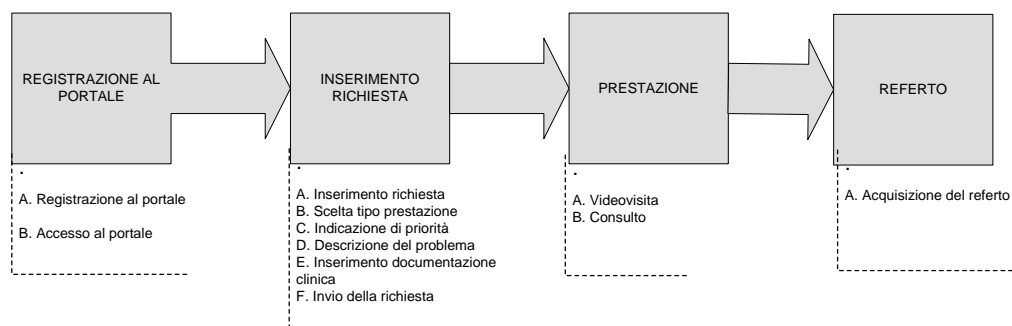 REGISTRAZIONE AL
PORTALE
INSERIMENTO
RICHIESTA
PRESTAZIONE
REFERTO
.
A. Registrazione al portale
B. Accesso al portale
.
A. Inserimento richiesta
B. Scelta tipo prestazione
C. Indicazione di priorità
D. Descrizione del problema
E. Inserimento documentazione
clinica
F. Invio della richiesta
.
A. Videovisita
B. Consulto
.
A. Acquisizione del referto